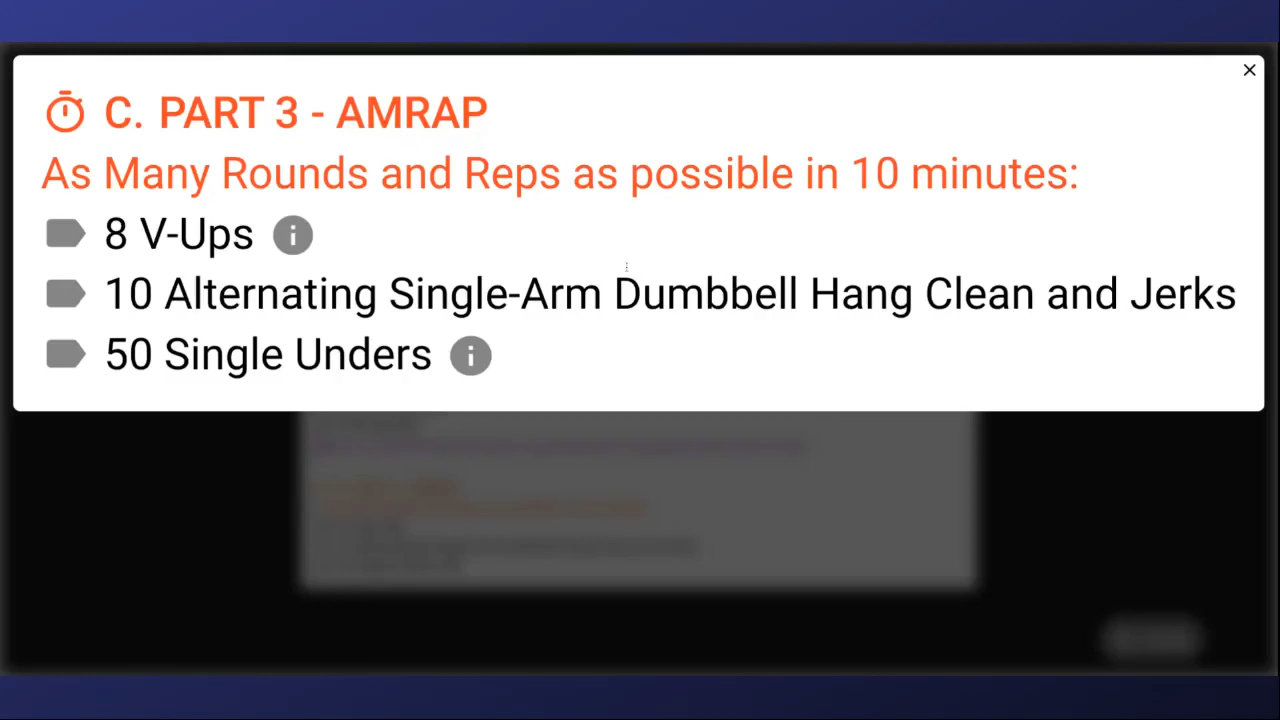 C. PART 3 - AMRAP
As Many Rounds and Reps as possible in 10 minutes:
8 V-Ups
10 Alternating Single-Arm Dumbbell Hang Clean and Jerks
50 Single Unders